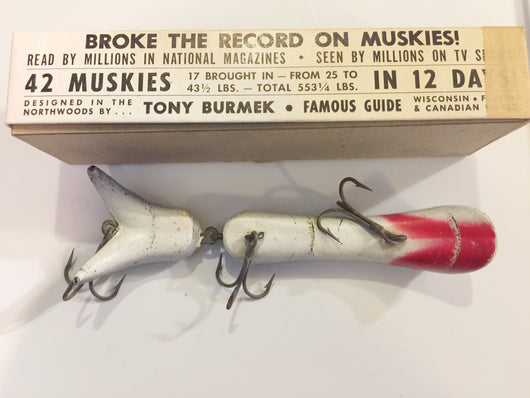 BROKE THE RECORD ON MUSKIES!
READ BY MILLIONS IN NATIONAL MAGAZINES • SEEN BY MILLIONS ON TV
42 MUSKIES 17 BROUGHT IN — FROM 25 TO IN 12 DAYS
43½ LBS. — TOTAL 553¼ LBS.
DESIGNED IN THE TONY BURMEK • FAMOUS GUIDE WISCONSIN •
NORTHWOODS BY . . . & CANADIAN